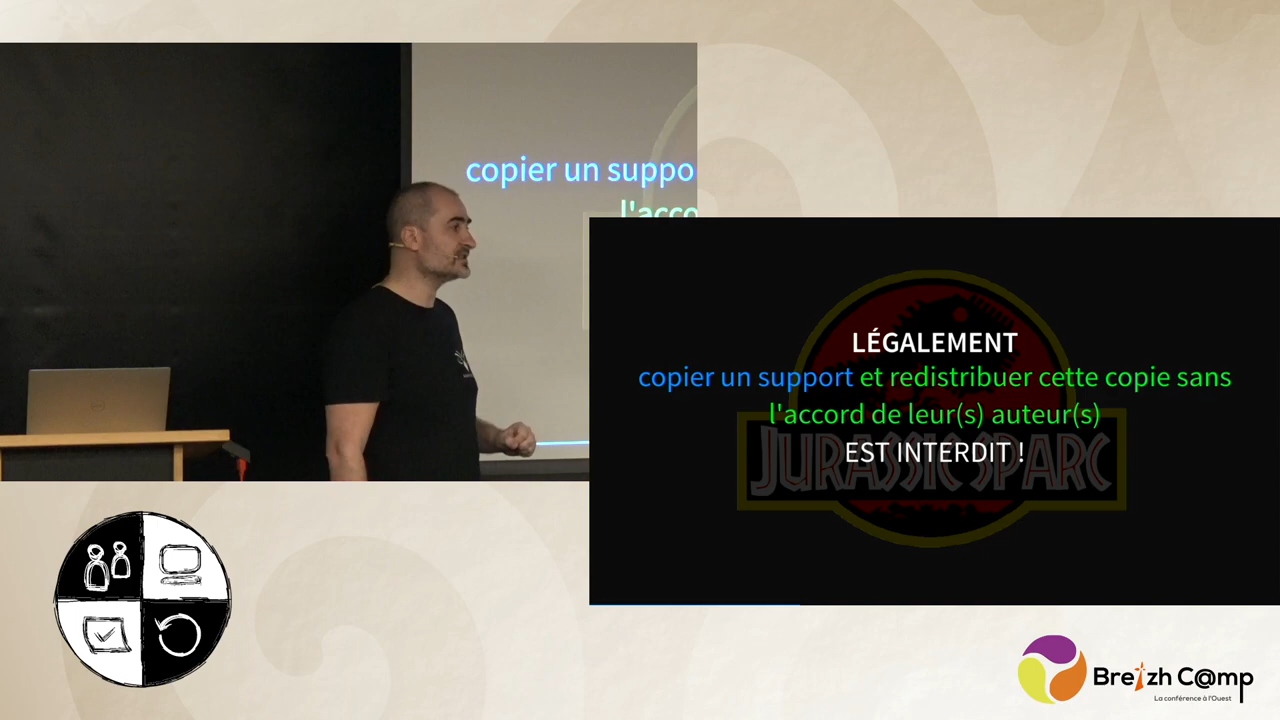 copier un suppo
l'acco
LÉGALEMENT
copier un support et redistribuer cette copie sans
l'accord de leur(s) auteur(s)
EST INTERDIT !
JURASSIC SPARC
Breizh C@mp
La conférence à l'Ouest